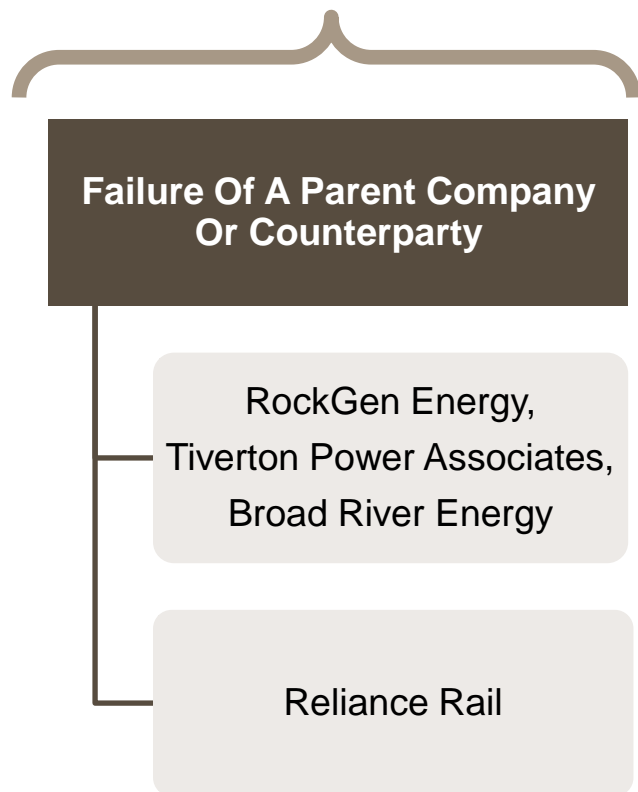 Failure Of A Parent Company
Or Counterparty
RockGen Energy,
Tiverton Power Associates,
Broad River Energy
Reliance Rail